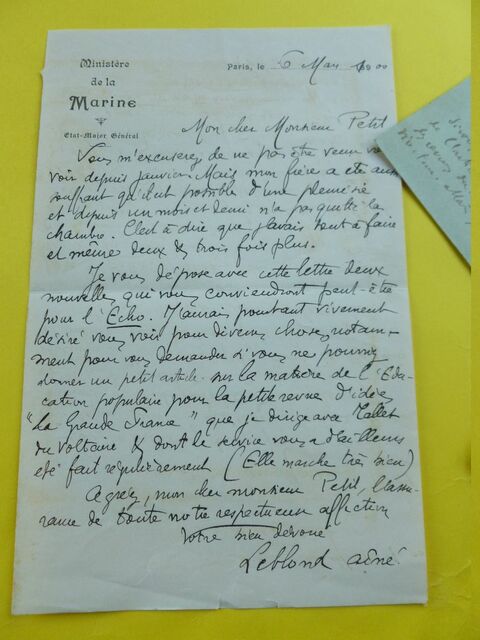 Ministère
de la
Marine
Etat-Major Général
Paris, le 6 Mars 1900
Mon cher Monsieur Petit
Vous m'excuserez de ne pas être venu vous
voir depuis janvier. Mais mon frère a été aussi
souffrant qu'il est possible d'une pleurésie
et depuis un mois et demi n'a pas quitté la
chambre. C'est à dire que j'avais tout à faire
et même deux & trois fois plus.
Je vous dépose avec cette lettre deux
nouvelles qui vous conviendront peut-être
pour l'Echo. J'aurais pourtant vivement
désiré vous voir pour diverses choses, notam-
ment pour vous demander si vous ne pourriez
donner un petit article sur la matière de l'Edu-
cation populaire pour la petite revue d'idées
"La Grande France" que je dirige avec Tallet
du Voltaire & dont le service vous a d'ailleurs
été fait régulièrement (Elle marche très bien)
Agréez, mon cher monsieur Petit, l'assu-
rance de toute notre respectueuse affection
Votre bien dévoué
Leblond aîné